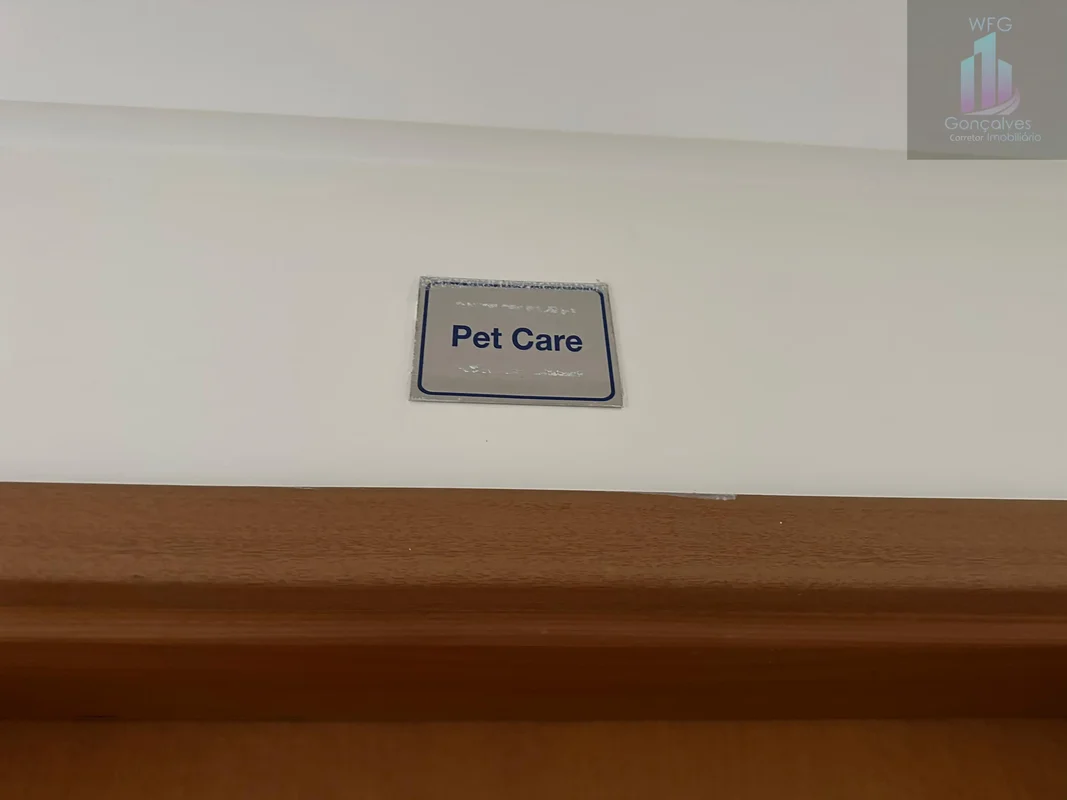 WFG
Gonçalves
Corretor Imobiliário
Pet Care